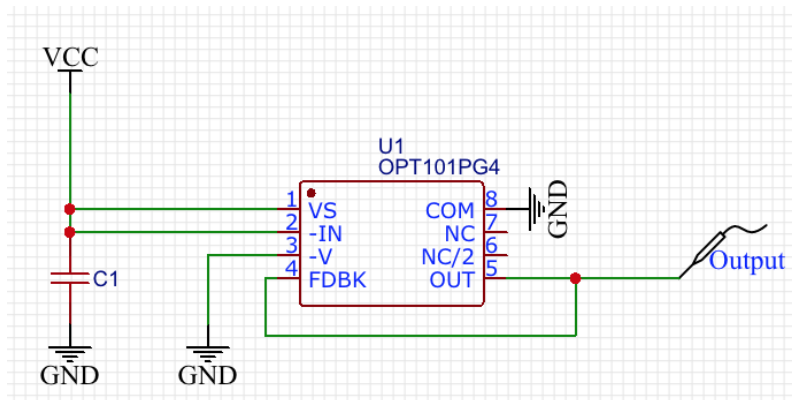 VCC
U1
OPT101PG4
1
VS
2
-IN
3
-V
4
FDBK
8
COM
7
NC
6
NC/2
5
OUT
GND
Output
C1
GND
GND